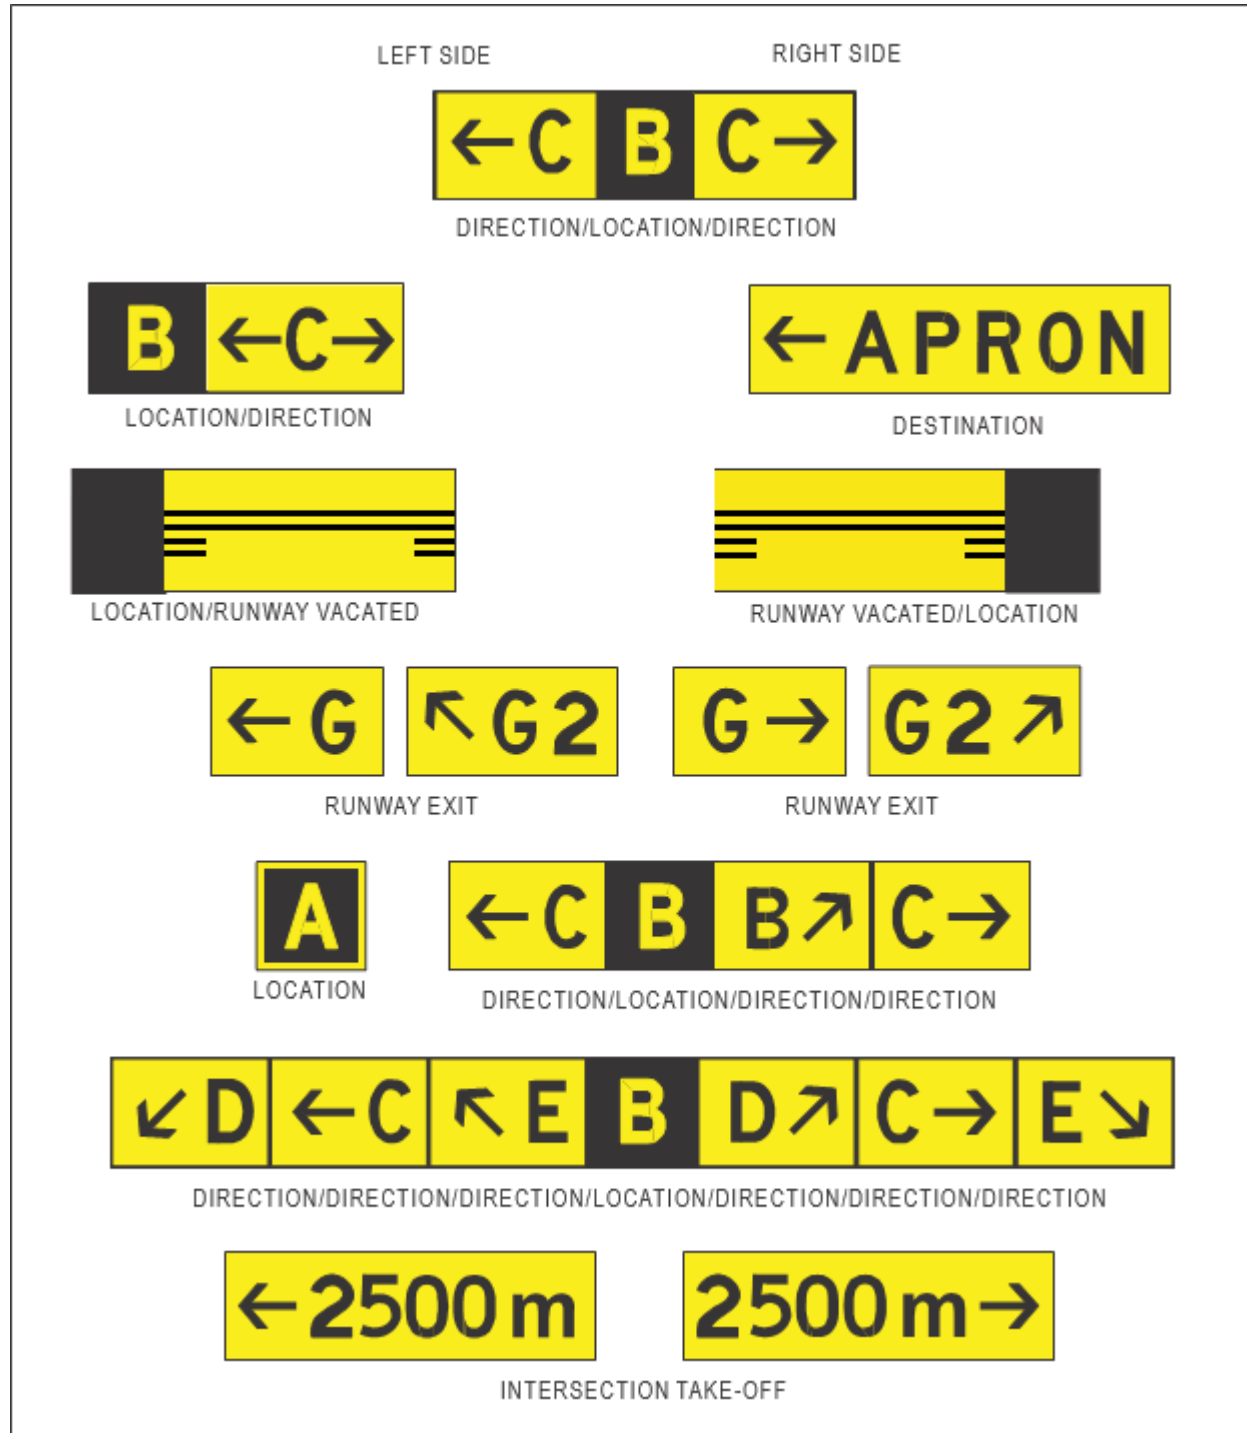 LEFT SIDE RIGHT SIDE
←C B C→
DIRECTION/LOCATION/DIRECTION
B ←C→ ←APRON
LOCATION/DIRECTION DESTINATION
LOCATION/RUNWAY VACATED RUNWAY VACATED/LOCATION
←G ↖G2 G→ G2↗
RUNWAY EXIT RUNWAY EXIT
A ←C B B↗ C→
LOCATION DIRECTION/LOCATION/DIRECTION/DIRECTION
↙D ←C ↖E B D↗ C→ E↘
DIRECTION/DIRECTION/DIRECTION/LOCATION/DIRECTION/DIRECTION/DIRECTION
←2500m 2500m→
INTERSECTION TAKE-OFF